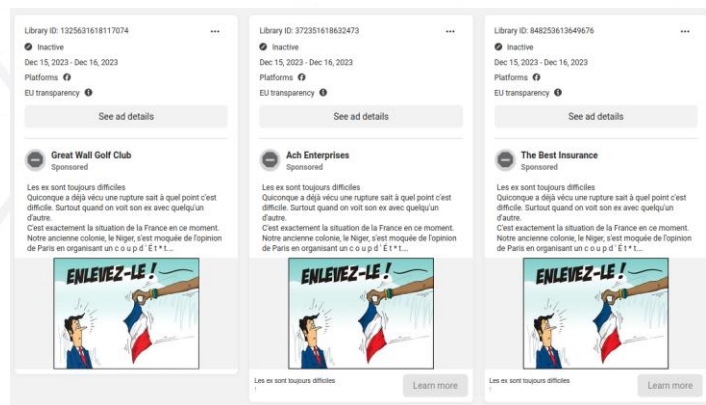 Library ID: 1325631618117074
Inactive
Dec 15, 2023 - Dec 16, 2023
Platforms
EU transparency
See ad details
Great Wall Golf Club
Sponsored
Les ex sont toujours difficiles
Quiconque a déjà vécu une rupture sait à quel point c'est
difficile. Surtout quand on voit son ex avec quelqu'un
d'autre.
C'est exactement la situation de la France en ce moment.
Notre ancienne colonie, le Niger, s'est moquée de l'opinion
de Paris en organisant un c o u p d ´ É t * t....
ENLEVEZ-LE !
Library ID: 372351618632473
Inactive
Dec 15, 2023 - Dec 16, 2023
Platforms
EU transparency
See ad details
Ach Enterprises
Sponsored
Les ex sont toujours difficiles
Quiconque a déjà vécu une rupture sait à quel point c'est
difficile. Surtout quand on voit son ex avec quelqu'un
d'autre.
C'est exactement la situation de la France en ce moment.
Notre ancienne colonie, le Niger, s'est moquée de l'opinion
de Paris en organisant un c o u p d ´ É t * t....
ENLEVEZ-LE !
Les ex sont toujours difficiles
!
Learn more
Library ID: 848253613649676
Inactive
Dec 15, 2023 - Dec 16, 2023
Platforms
EU transparency
See ad details
The Best Insurance
Sponsored
Les ex sont toujours difficiles
Quiconque a déjà vécu une rupture sait à quel point c'est
difficile. Surtout quand on voit son ex avec quelqu'un
d'autre.
C'est exactement la situation de la France en ce moment.
Notre ancienne colonie, le Niger, s'est moquée de l'opinion
de Paris en organisant un c o u p d ´ É t * t....
ENLEVEZ-LE !
Les ex sont toujours difficiles
!
Learn more